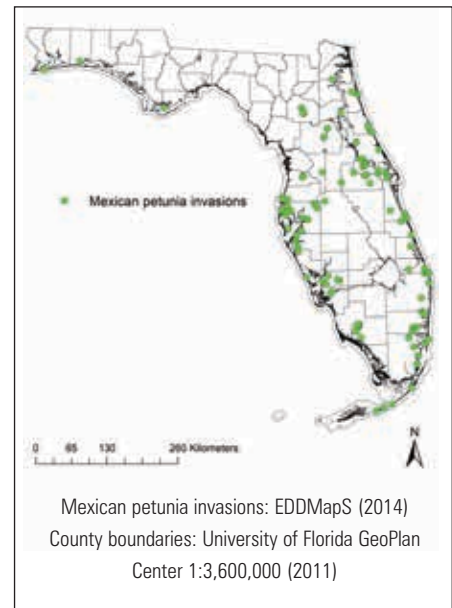 Mexican petunia invasions
N
0 65 130 260 Kilometers
Mexican petunia invasions: EDDMapS (2014)
County boundaries: University of Florida GeoPlan
Center 1:3,600,000 (2011)